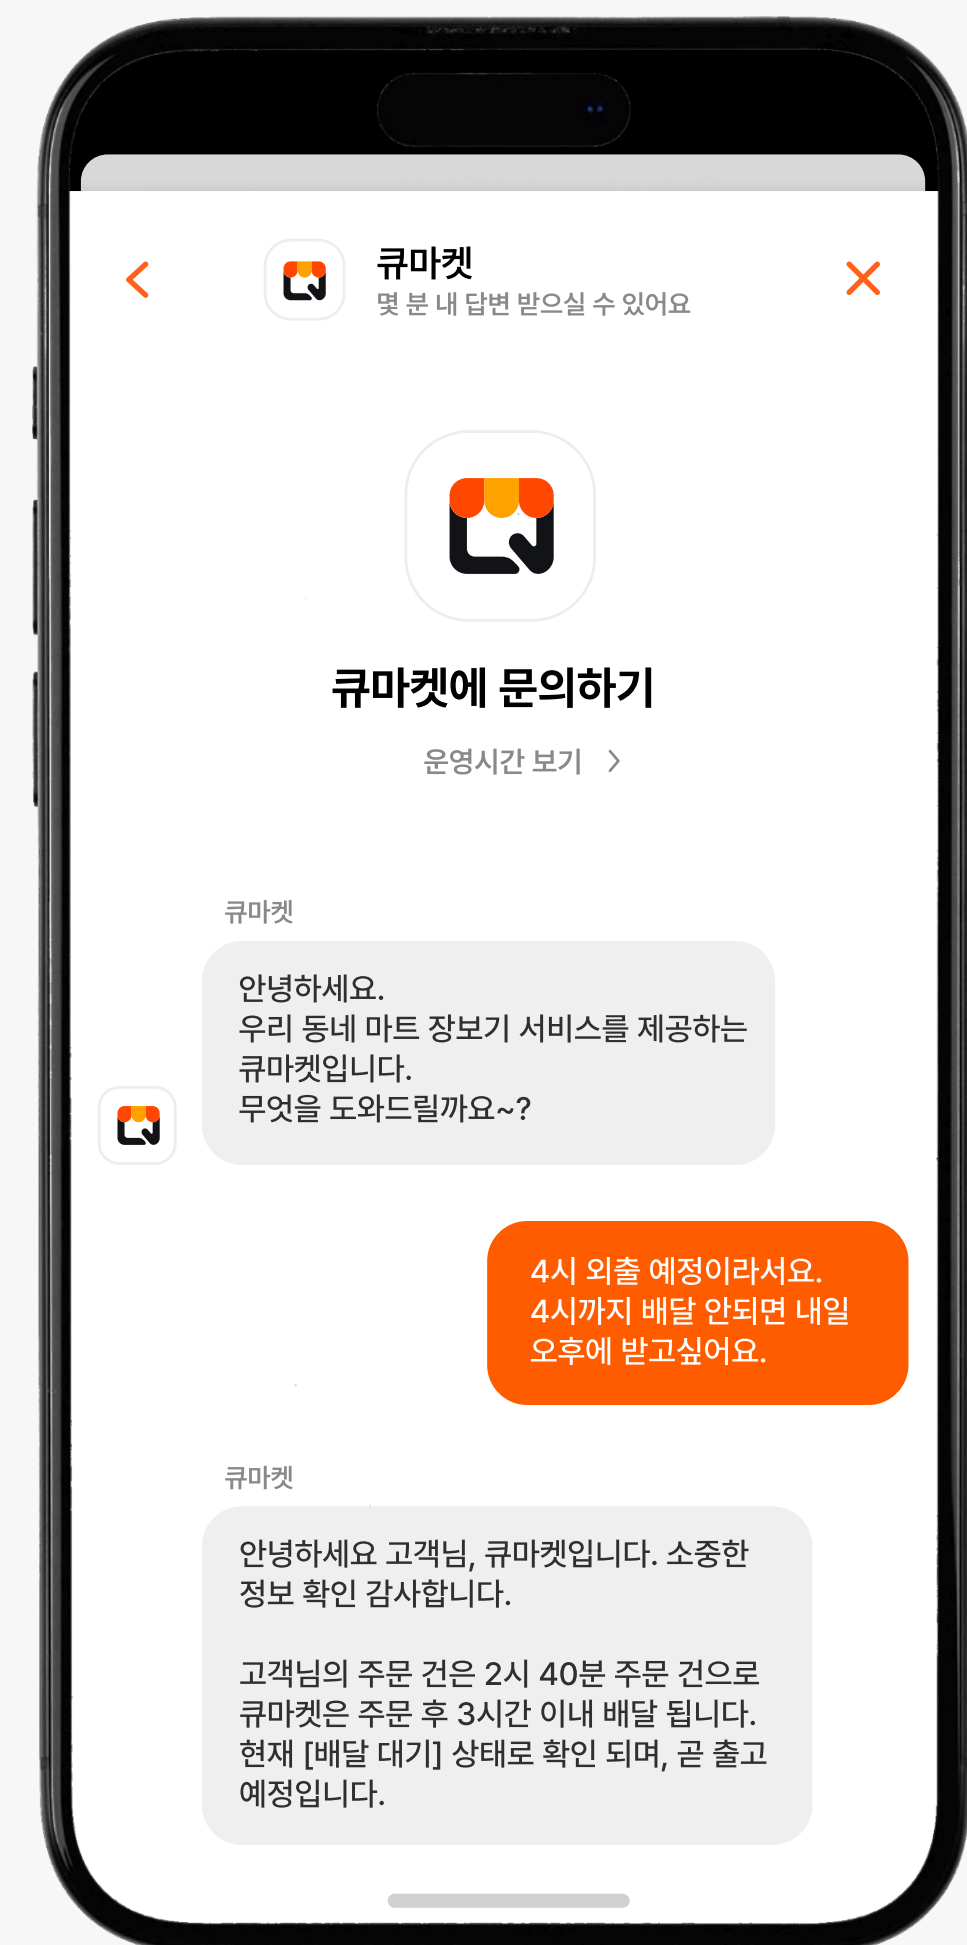 큐마켓
몇 분 내 답변 받으실 수 있어요
큐마켓에 문의하기
운영시간 보기
큐마켓
안녕하세요.
우리 동네 마트 장보기 서비스를 제공하는
큐마켓입니다.
무엇을 도와드릴까요~?
4시 외출 예정이라서요.
4시까지 배달 안되면 내일
오후에 받고싶어요.
큐마켓
안녕하세요 고객님, 큐마켓입니다. 소중한
정보 확인 감사합니다.
고객님의 주문 건은 2시 40분 주문 건으로
큐마켓은 주문 후 3시간 이내 배달 됩니다.
현재 [배달 대기] 상태로 확인 되며, 곧 출고
예정입니다.